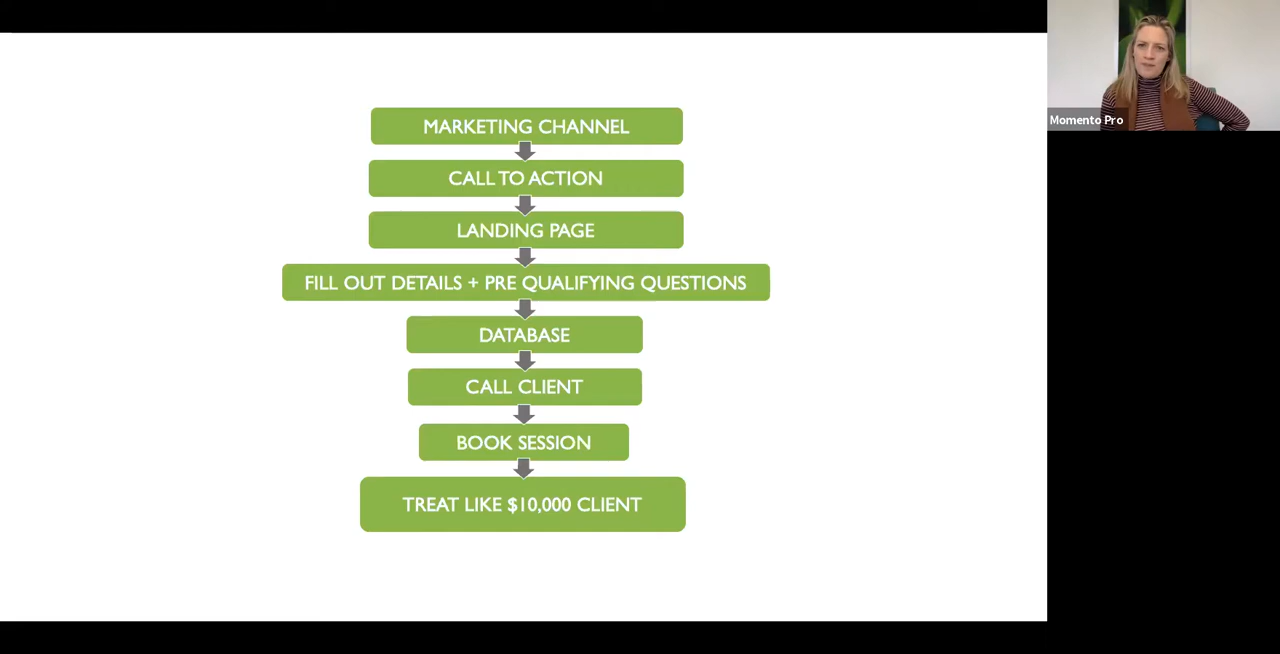 MARKETING CHANNEL
CALL TO ACTION
LANDING PAGE
FILL OUT DETAILS + PRE QUALIFYING QUESTIONS
DATABASE
CALL CLIENT
BOOK SESSION
TREAT LIKE $10,000 CLIENT
Momento Pro